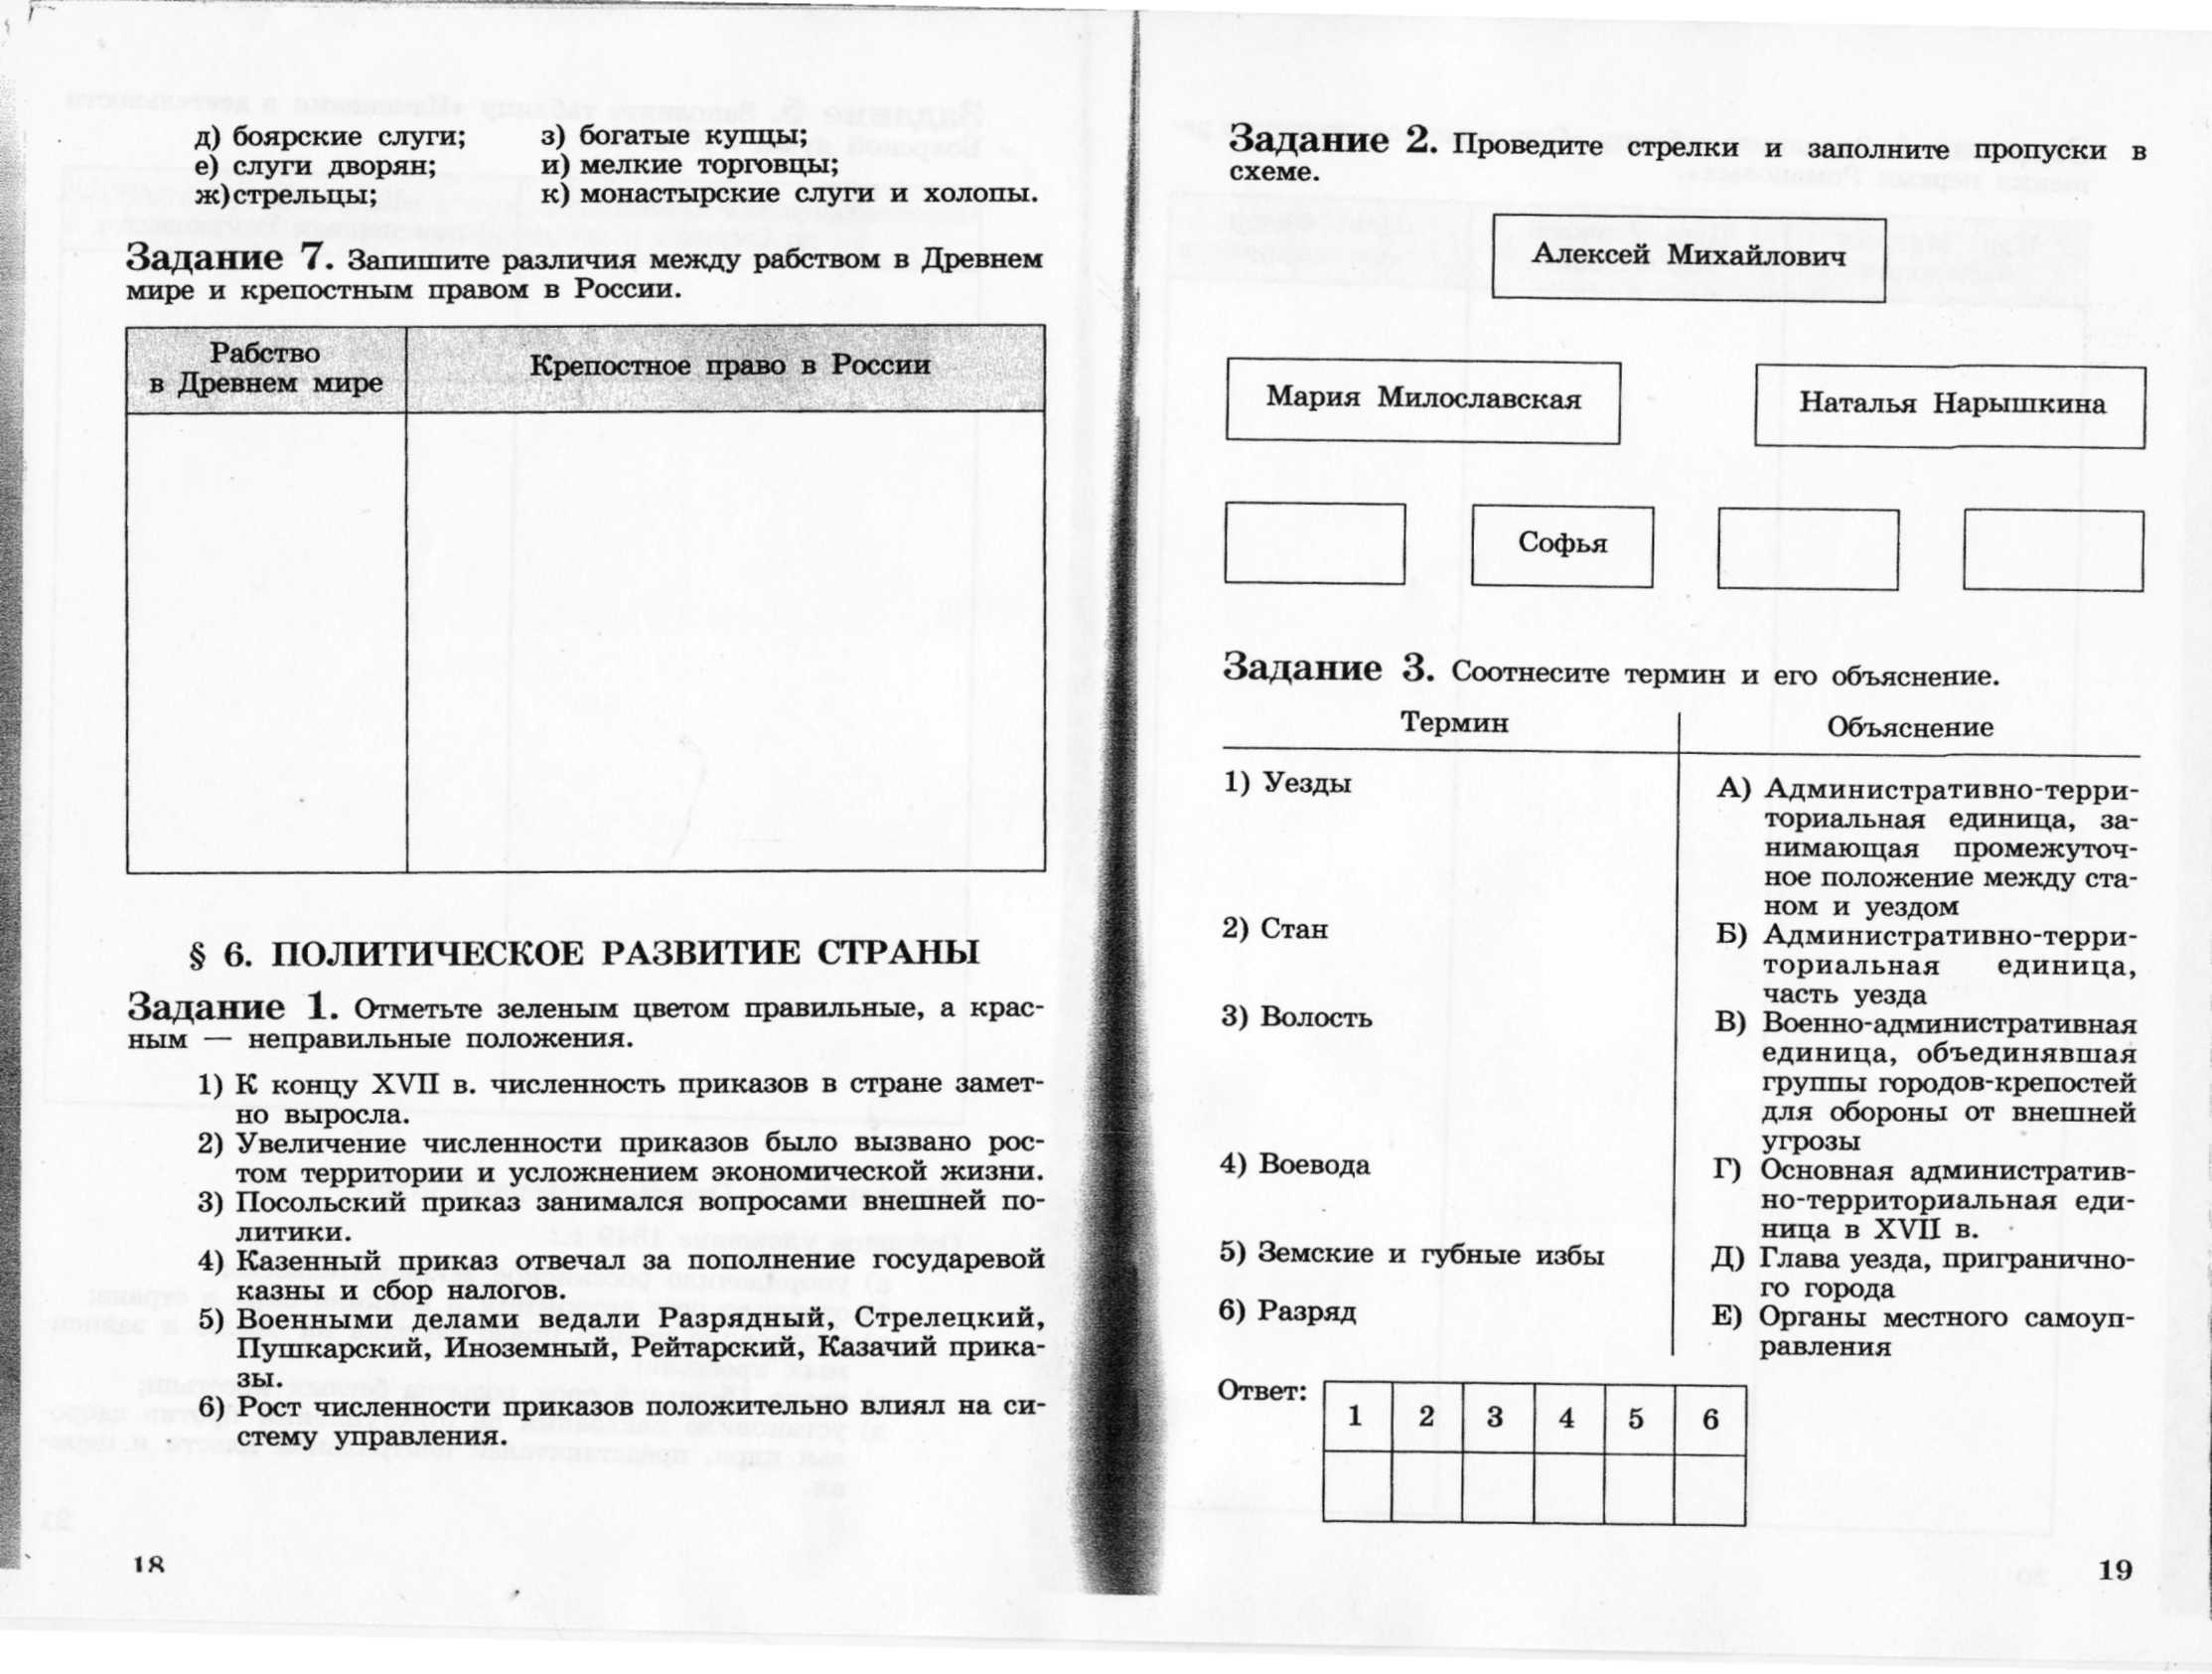 д) боярские слуги;
е) слуги дворян;
ж) стрельцы;
з) богатые купцы;
и) мелкие торговцы;
к) монастырские слуги и холопы.
Задание 7. Запишите различия между рабством в Древнем
мире и крепостным правом в России.
Рабство
в Древнем мире
Крепостное право в России
§ 6. ПОЛИТИЧЕСКОЕ РАЗВИТИЕ СТРАНЫ
Задание 1. Отметьте зеленым цветом правильные, а крас-
ным — неправильные положения.
1) К концу XVII в. численность приказов в стране замет-
но выросла.
2) Увеличение численности приказов было вызвано рос-
том территории и усложнением экономической жизни.
3) Посольский приказ занимался вопросами внешней по-
литики.
4) Казенный приказ отвечал за пополнение государевой
казны и сбор налогов.
5) Военными делами ведали Разрядный, Стрелецкий,
Пушкарский, Иноземный, Рейтарский, Казачий прика-
зы.
6) Рост численности приказов положительно влиял на си-
стему управления.
18
Задание 2. Проведите стрелки и заполните пропуски в
схеме.
Алексей Михайлович
Мария Милославская
Наталья Нарышкина
Софья
Задание 3. Соотнесите термин и его объяснение.
Термин
Объяснение
1) Уезды
2) Стан
3) Волость
4) Воевода
5) Земские и губные избы
6) Разряд
А) Административно-терри-
ториальная единица, за-
нимающая промежуточ-
ное положение между ста-
ном и уездом
Б) Административно-терри-
ториальная единица,
часть уезда
В) Военно-административная
единица, объединявшая
группы городов-крепостей
для обороны от внешней
угрозы
Г) Основная административ-
но-территориальная еди-
ница в XVII в.
Д) Глава уезда, погранично-
го города
Е) Органы местного самоуп-
равления
Ответ:
1 2 3 4 5 6
19